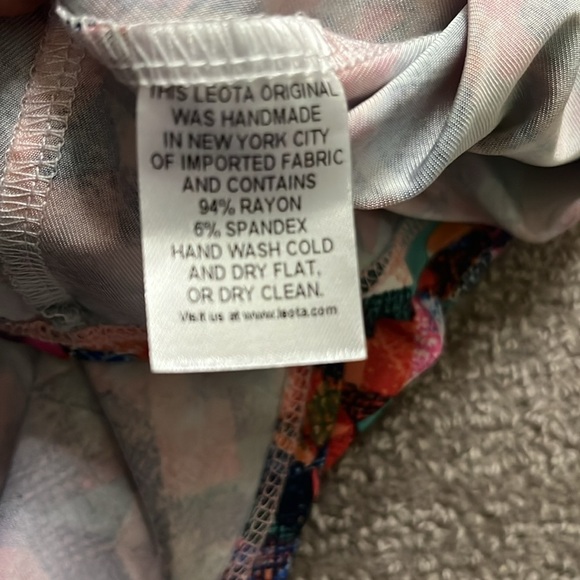 THIS LEOTA ORIGINAL
WAS HANDMADE
IN NEW YORK CITY
OF IMPORTED FABRIC
AND CONTAINS
94% RAYON
6% SPANDEX
HAND WASH COLD
AND DRY FLAT,
OR DRY CLEAN.
Visit us at www.leota.com